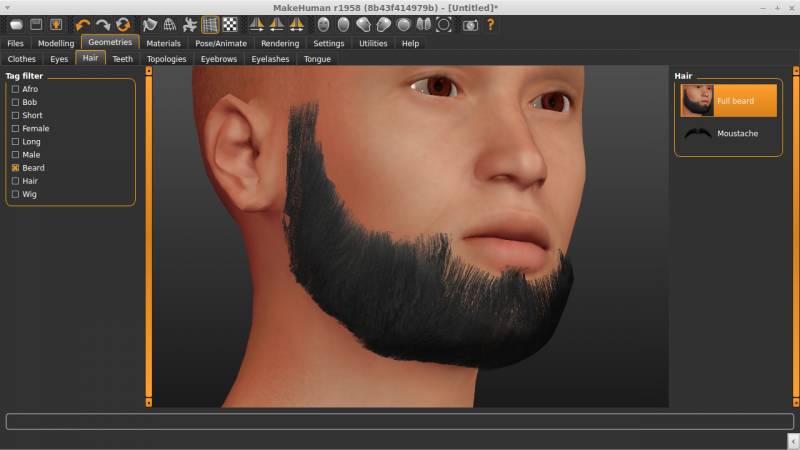 MakeHuman r1958 (8b43f414979b) - [Untitled]*
Files Modelling Geometries Materials Pose/Animate Rendering Settings Utilities Help
Clothes Eyes Hair Teeth Topologies Eyebrows Eyelashes Tongue
Tag filter
Afro
Bob
Short
Female
Long
Male
Beard
Hair
Wig
Hair
Full beard
Moustache